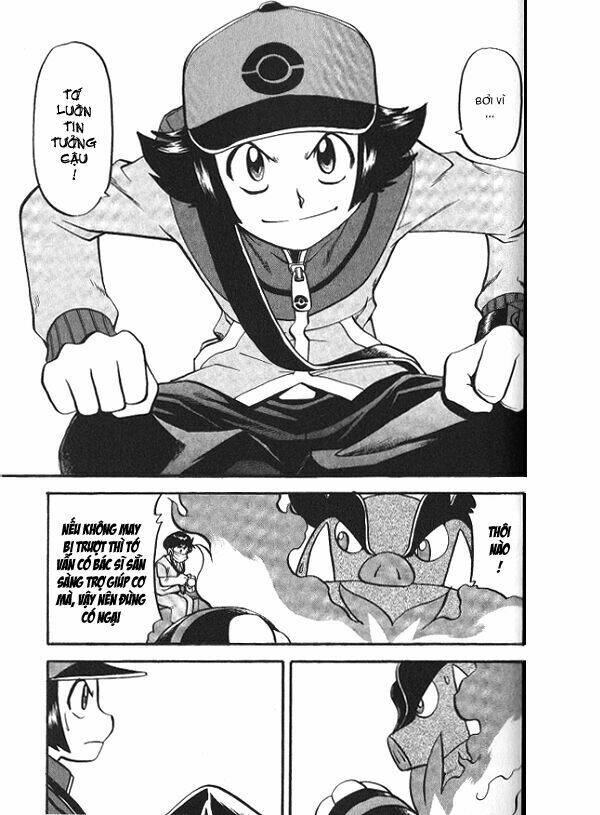 BỞI VÌ
...
TỚ
LUÔN
TIN
TƯỞNG
CẬU
!
THÔI
NÀO
!
NẾU KHÔNG MAY
BỊ TRƯỢT THÌ TỚ
VẪN CÓ BÁC SĨ SẴN
SÀNG TRỢ GIÚP CƠ
MÀ, VẬY NÊN ĐỪNG
CÓ NGẠI